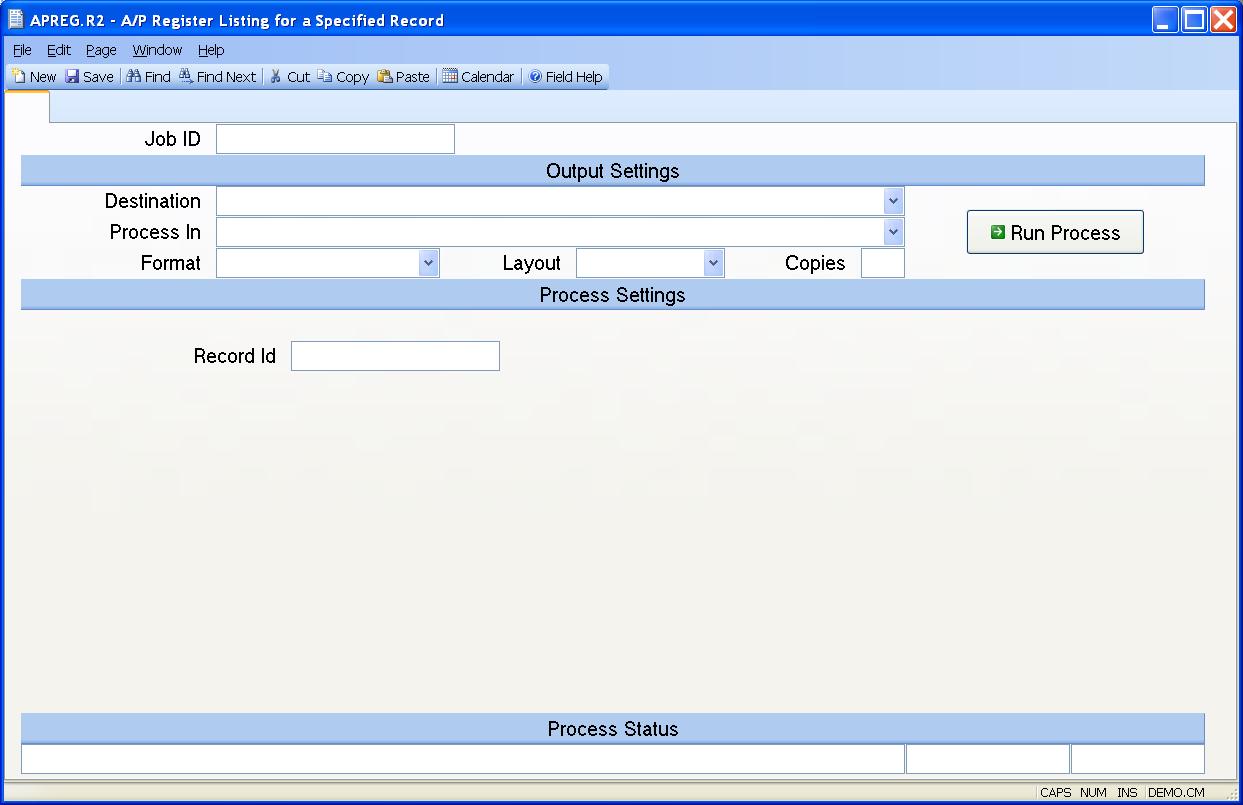 APREG.R2 - A/P Register Listing for a Specified Record
File Edit Page Window Help
New Save Find Find Next Cut Copy Paste Calendar Field Help
Job ID
Output Settings
Destination
Process In
Run Process
Format Layout Copies
Process Settings
Record Id
Process Status
CAPS NUM INS DEMO.CM